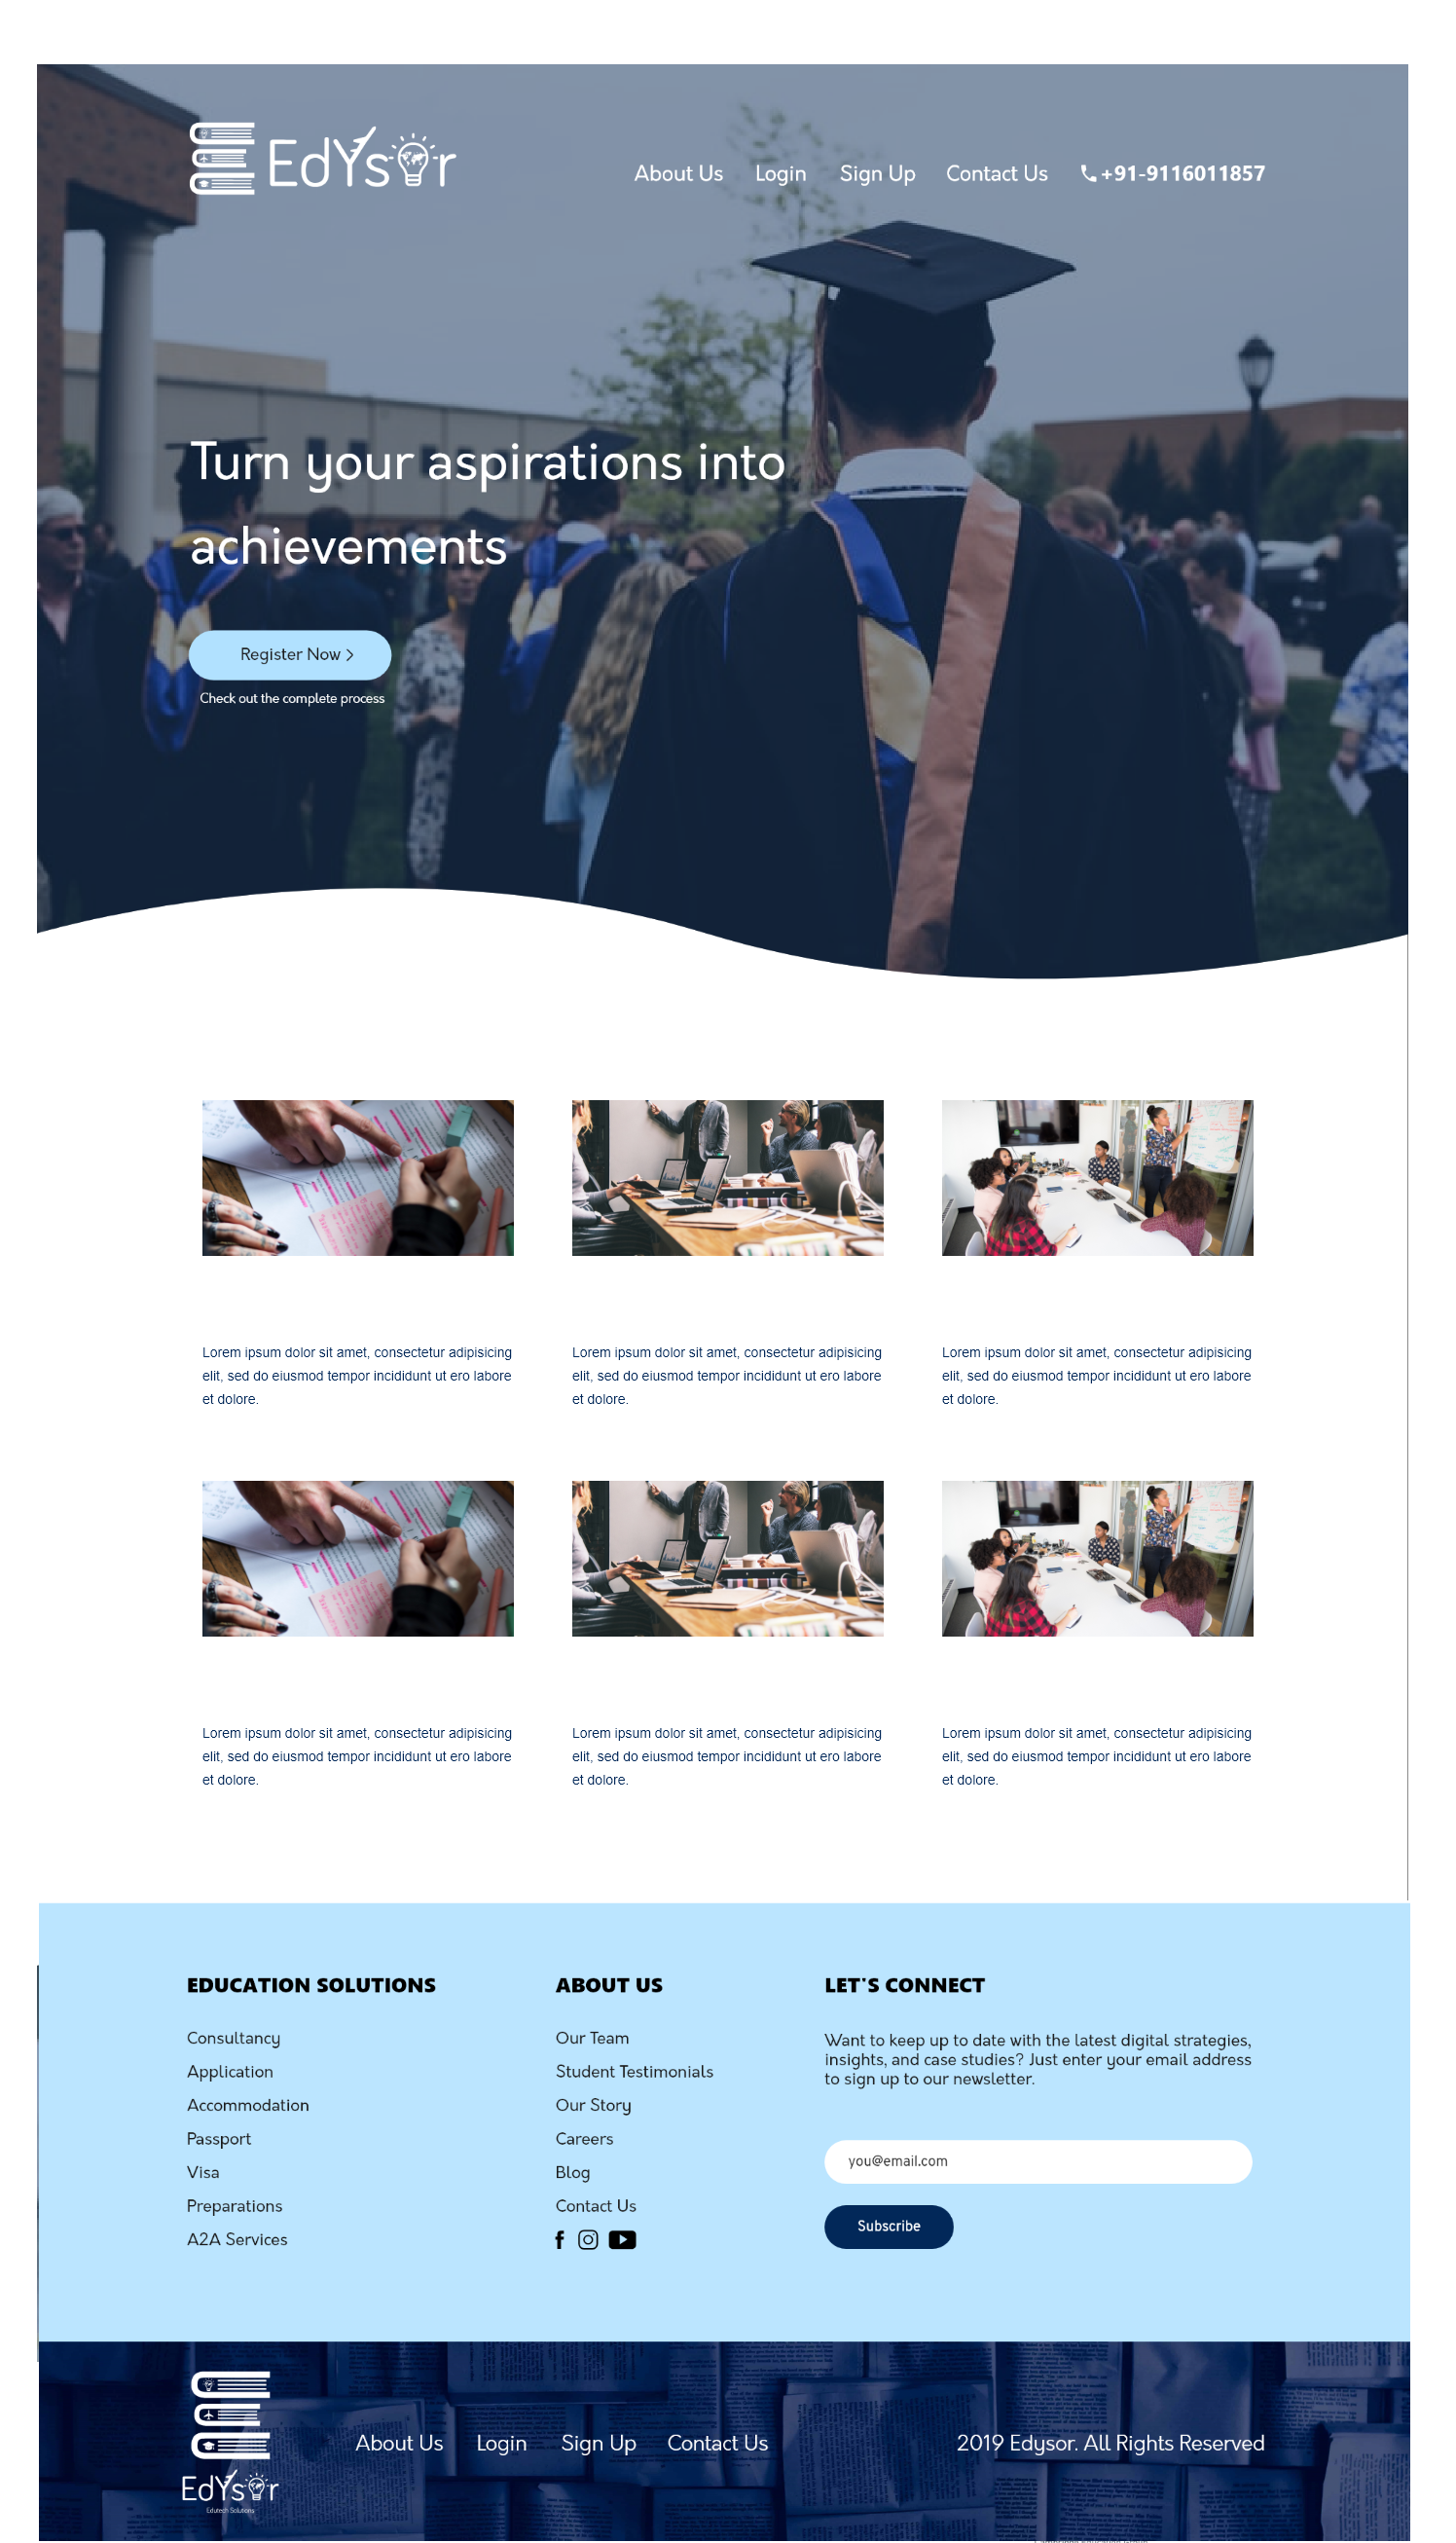 EdYsor
About Us Login Sign Up Contact Us +91-9116011857
Turn your aspirations into
achievements
Register Now >
Check out the complete process
Lorem ipsum dolor sit amet, consectetur adipisicing
elit, sed do eiusmod tempor incididunt ut ero labore
et dolore.
Lorem ipsum dolor sit amet, consectetur adipisicing
elit, sed do eiusmod tempor incididunt ut ero labore
et dolore.
Lorem ipsum dolor sit amet, consectetur adipisicing
elit, sed do eiusmod tempor incididunt ut ero labore
et dolore.
Lorem ipsum dolor sit amet, consectetur adipisicing
elit, sed do eiusmod tempor incididunt ut ero labore
et dolore.
Lorem ipsum dolor sit amet, consectetur adipisicing
elit, sed do eiusmod tempor incididunt ut ero labore
et dolore.
Lorem ipsum dolor sit amet, consectetur adipisicing
elit, sed do eiusmod tempor incididunt ut ero labore
et dolore.
EDUCATION SOLUTIONS
Consultancy
Application
Accommodation
Passport
Visa
Preparations
A2A Services
ABOUT US
Our Team
Student Testimonials
Our Story
Careers
Blog
Contact Us
LET'S CONNECT
Want to keep up to date with the latest digital strategies,
insights, and case studies? Just enter your email address
to sign up to our newsletter.
you@email.com
Subscribe
EdYsor
Edutech Solutions
About Us Login Sign Up Contact Us
2019 Edysor. All Rights Reserved